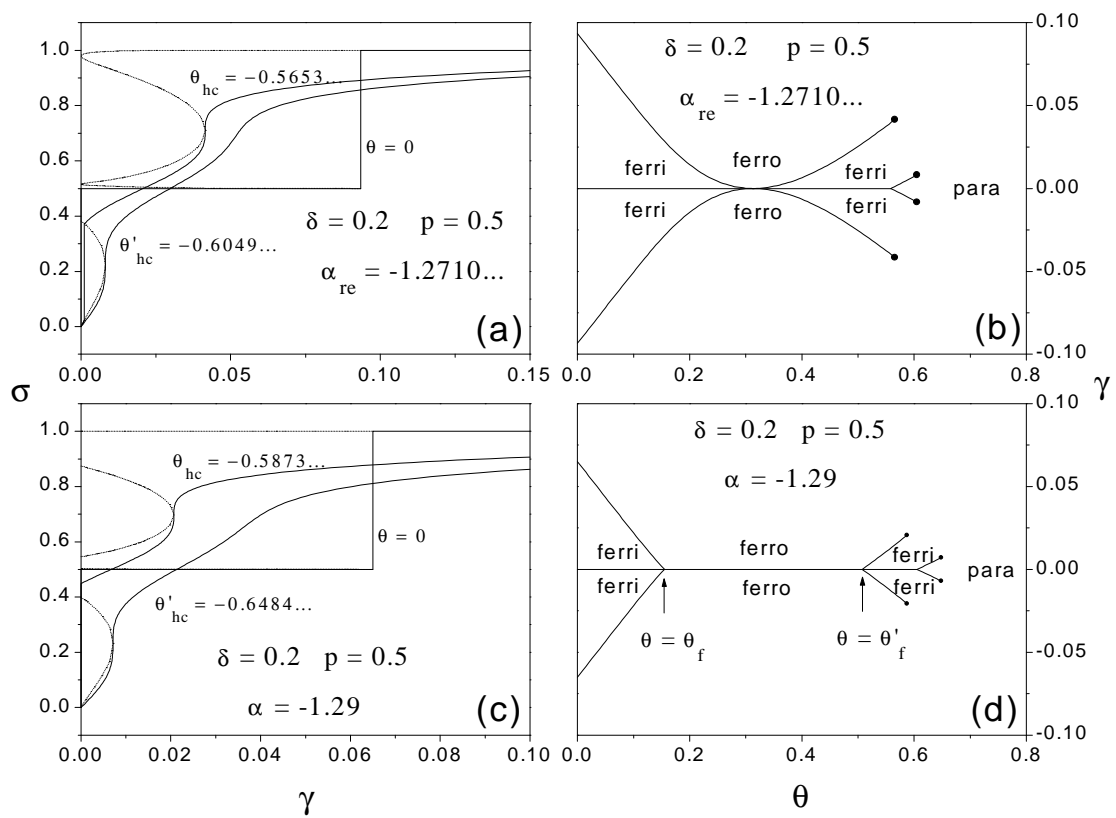 1.0
0.8
0.6
0.4
0.2
0.0
σ
θhc = −0.5653...
θ = 0
θ'hc = −0.6049...
δ = 0.2 p = 0.5
αre = -1.2710...
(a)
0.00 0.05 0.10 0.15
δ = 0.2 p = 0.5
αre = -1.2710...
ferri ferro ferri
para
ferri ferro ferri
(b)
0.0 0.2 0.4 0.6 0.8
0.10
0.05
0.00
-0.05
-0.10
γ
1.0
0.8
0.6
0.4
0.2
0.0
θhc = −0.5873...
θ = 0
θ'hc = −0.6484...
δ = 0.2 p = 0.5
α = -1.29
(c)
0.00 0.02 0.04 0.06 0.08 0.10
γ
δ = 0.2 p = 0.5
α = -1.29
ferri ferro ferri
para
ferri ferro ferri
θ = θf
θ = θ'f
(d)
0.0 0.2 0.4 0.6 0.8
θ
0.10
0.05
0.00
-0.05
-0.10